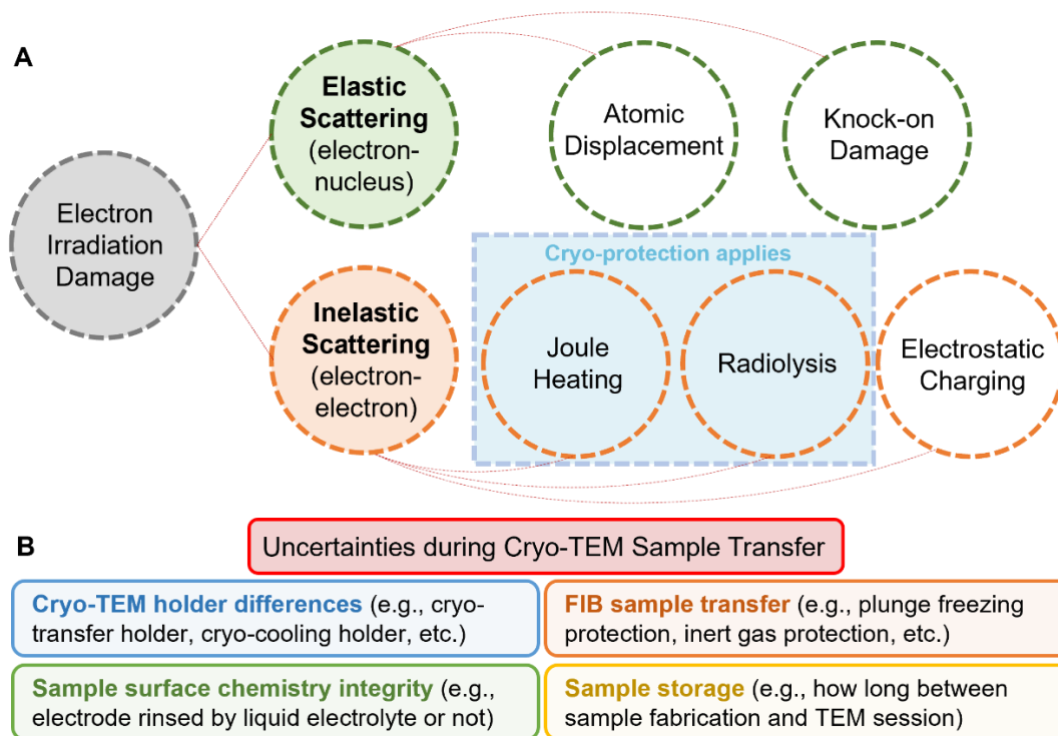 A
Electron
Irradiation
Damage
Elastic
Scattering
(electron-
nucleus)
Atomic
Displacement
Knock-on
Damage
Inelastic
Scattering
(electron-
electron)
Cryo-protection applies
Joule
Heating
Radiolysis
Electrostatic
Charging
B
Uncertainties during Cryo-TEM Sample Transfer
Cryo-TEM holder differences (e.g., cryo-
transfer holder, cryo-cooling holder, etc.)
FIB sample transfer (e.g., plunge freezing
protection, inert gas protection, etc.)
Sample surface chemistry integrity (e.g.,
electrode rinsed by liquid electrolyte or not)
Sample storage (e.g., how long between
sample fabrication and TEM session)